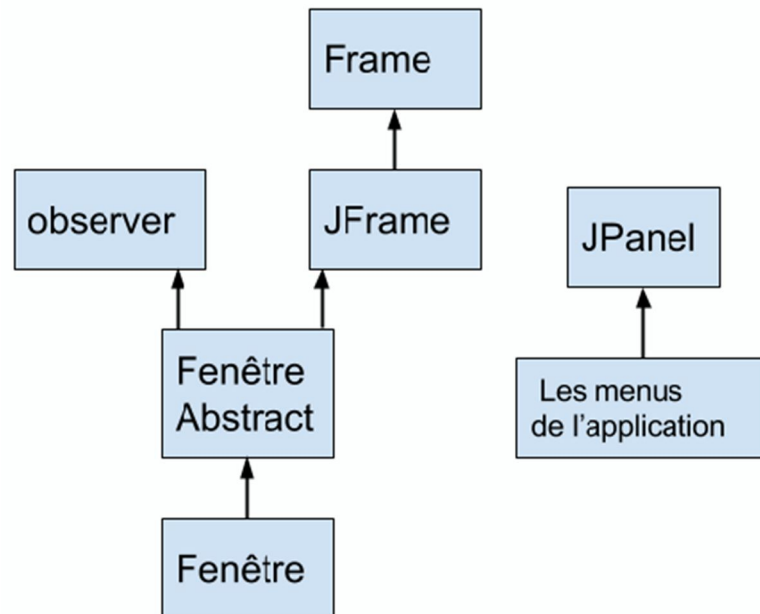 Frame
observer
JFrame
JPanel
Fenêtre
Abstract
Les menus
de l'application
Fenêtre